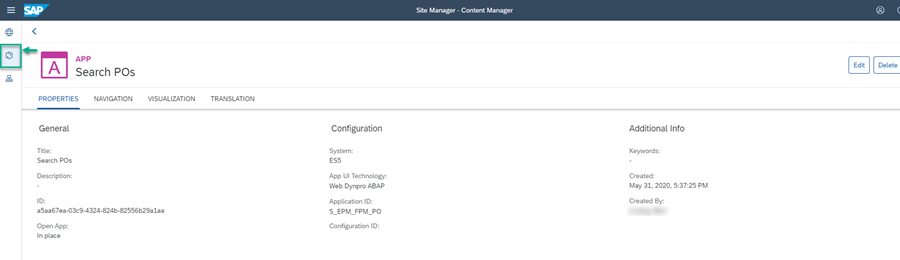 SAP
Site Manager - Content Manager
A
APP
Search POs
Edit
Delete
PROPERTIES NAVIGATION VISUALIZATION TRANSLATION
General
Title:
Search POs
Description:
-
ID:
a5aa67ea-03c9-4324-824b-82556b29a1aa
Open App:
In place
Configuration
System:
ES5
App UI Technology:
Web Dynpro ABAP
Application ID:
S_EPM_FPM_PO
Configuration ID:
Additional Info
Keywords:
-
Created:
May 31, 2020, 5:37:25 PM
Created By: